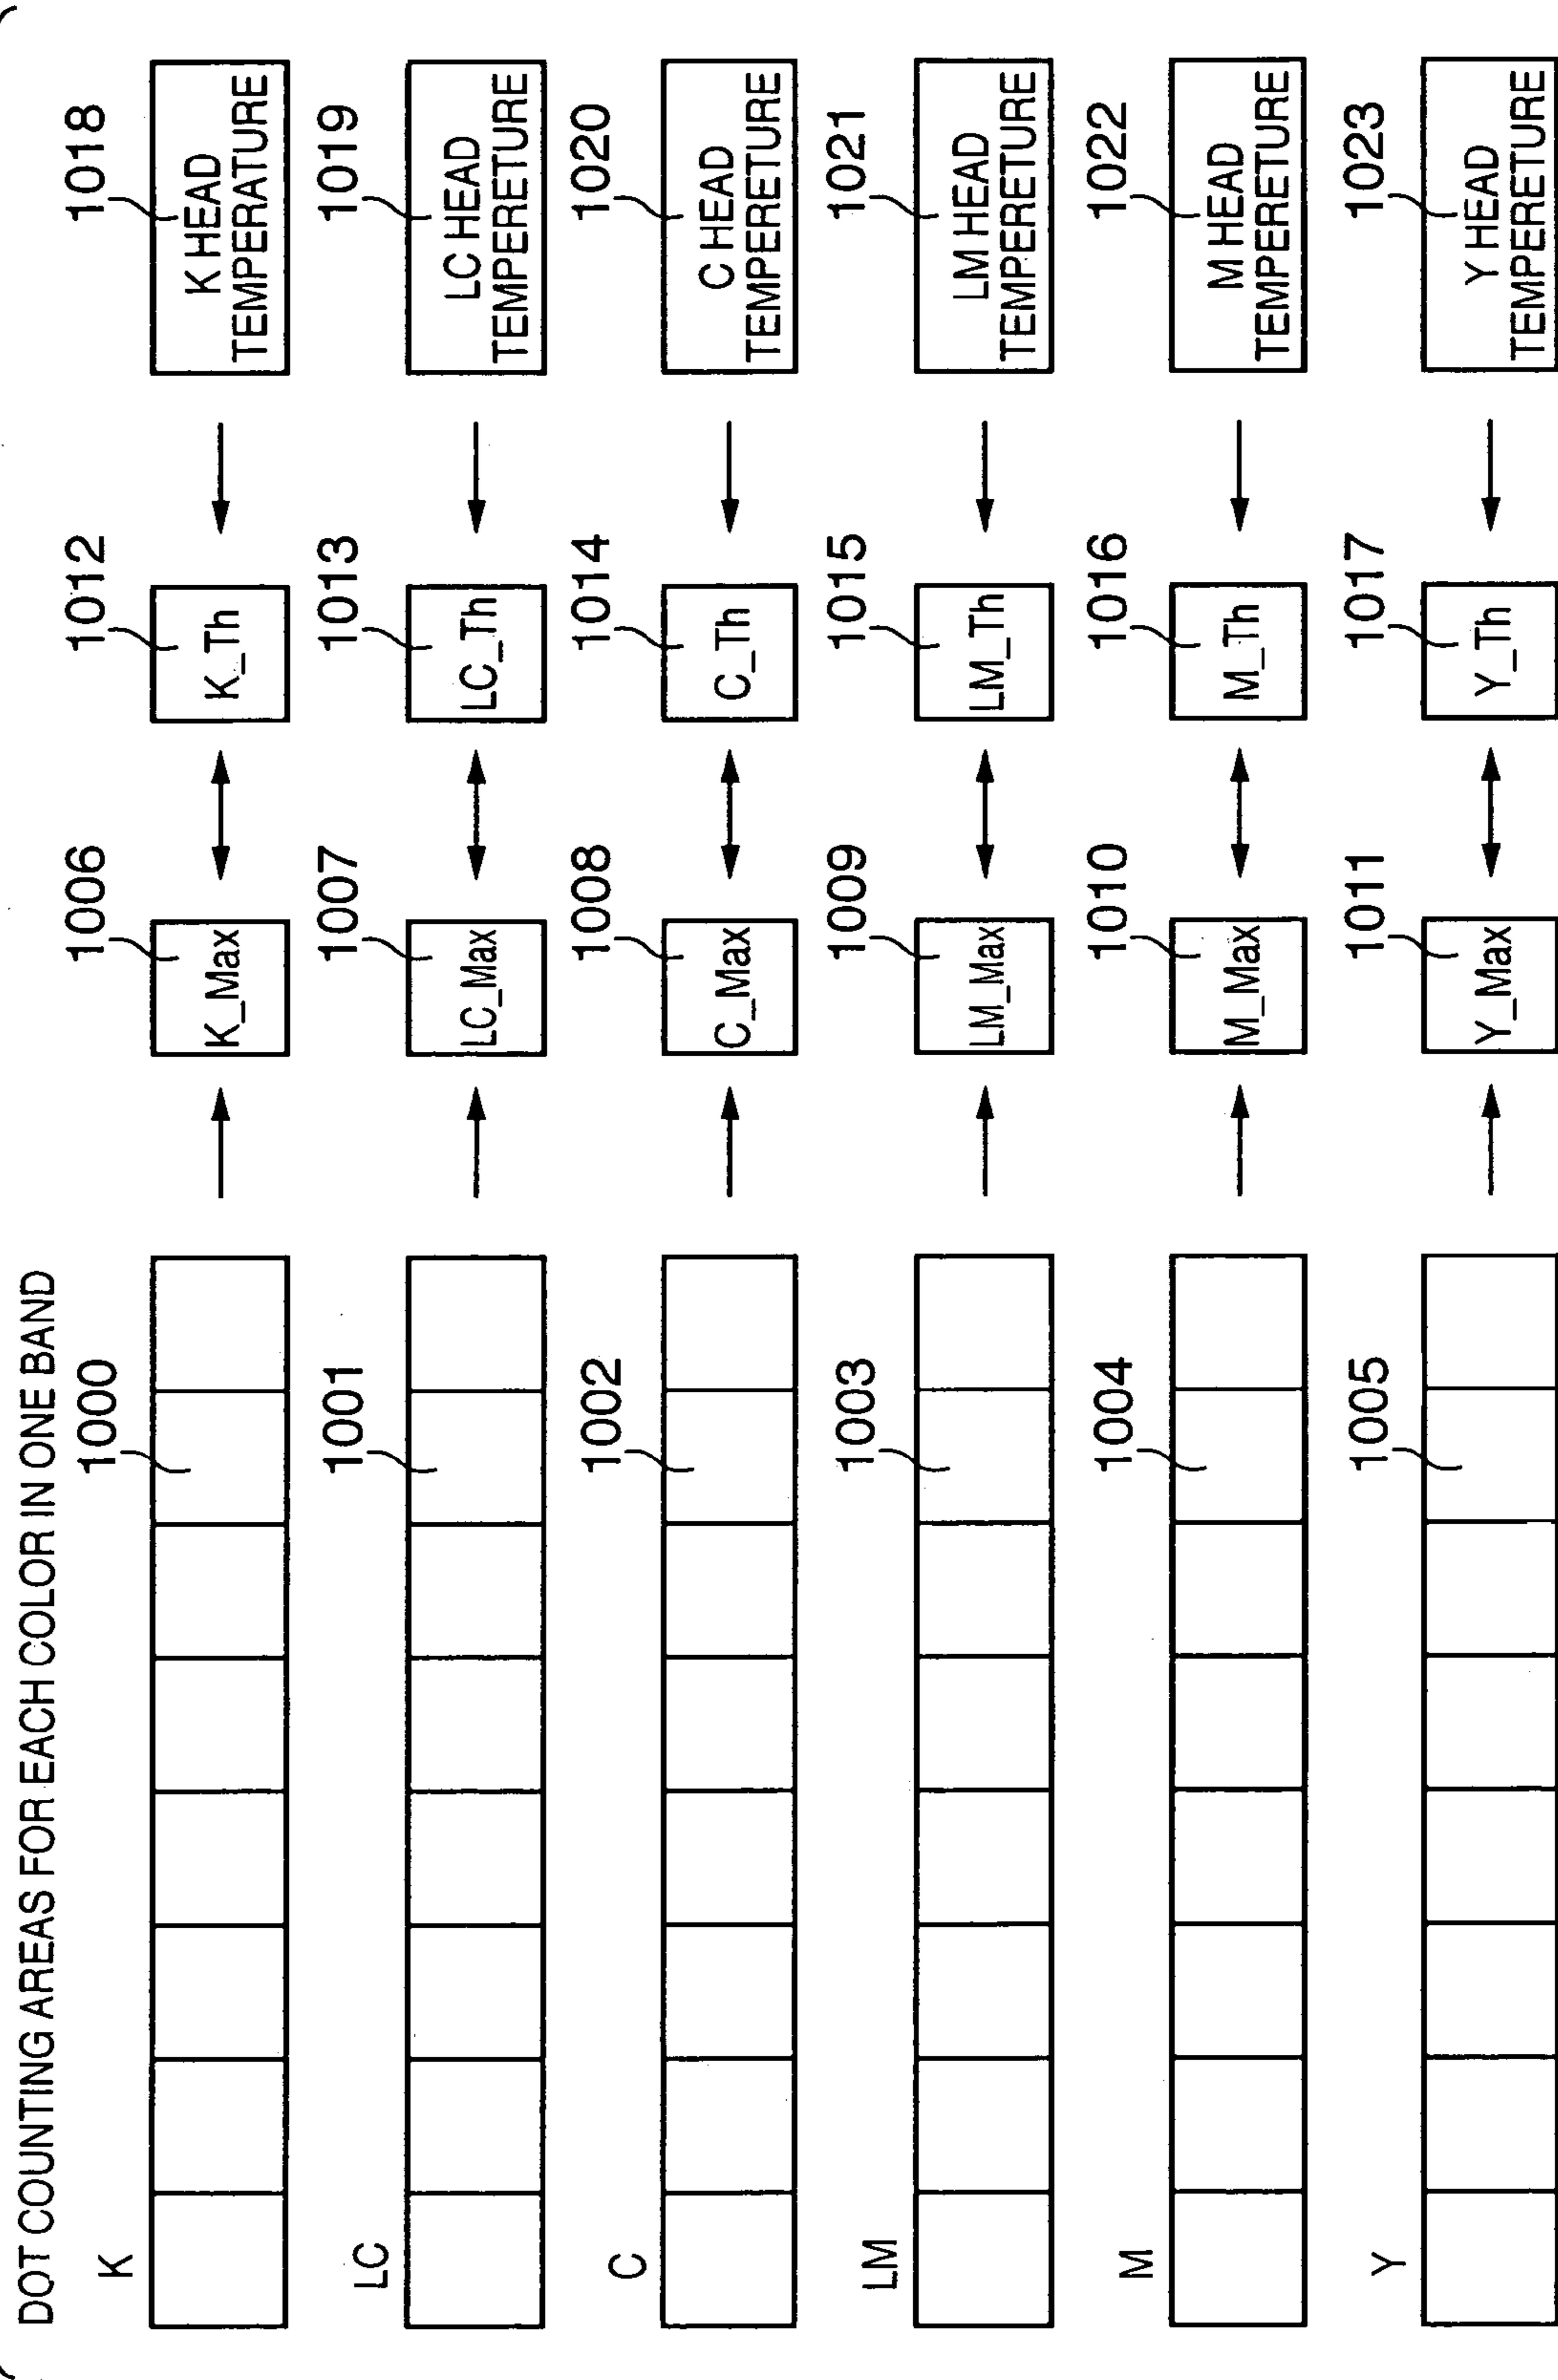 DOT COUNTING AREAS FOR EACH COLOR IN ONE BAND
K
1000
1006
1012
1018
K_Max
K_Th
K HEAD
TEMPERATURE
LC
1001
1007
1013
1019
LC_Max
LC_Th
LC HEAD
TEMPERETURE
C
1002
1008
1014
1020
C_Max
C_Th
C HEAD
TEMPERETURE
LM
1003
1009
1015
1021
LM_Max
LM_Th
LM HEAD
TEMPERETURE
M
1004
1010
1016
1022
M_Max
M_Th
M HEAD
TEMPERETURE
Y
1005
1011
1017
1023
Y_Max
Y_Th
Y HEAD
TEMPERETURE